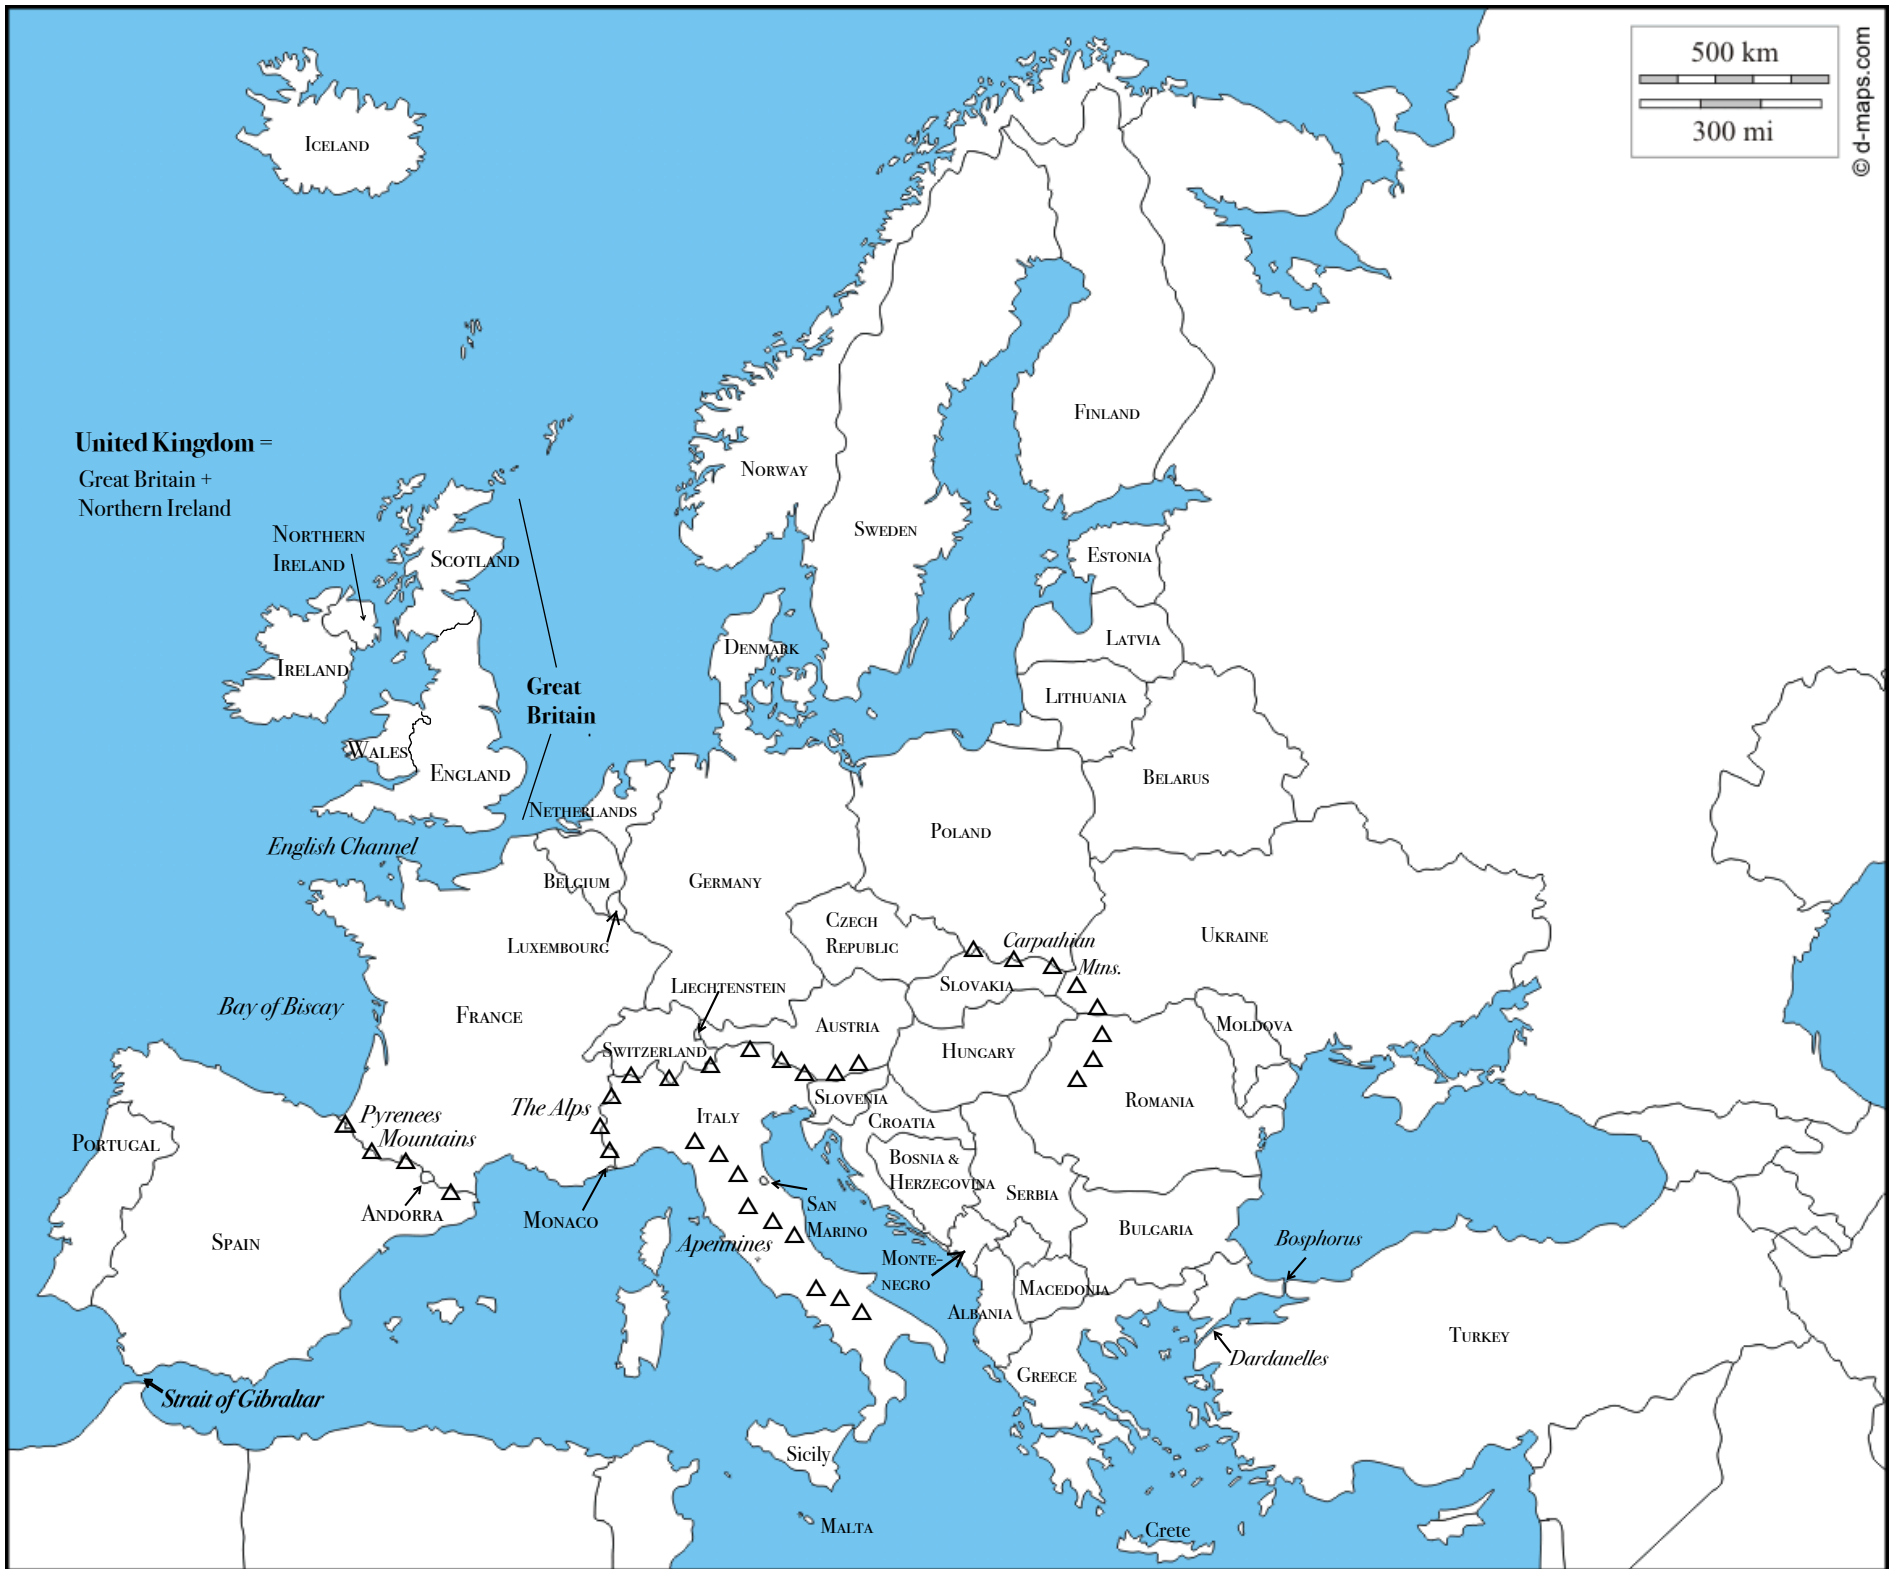 500 km
300 mi
© d-maps.com
Iceland
Finland
United Kingdom =
Great Britain +
Northern Ireland
Norway
Sweden
Northern
Ireland
Scotland
Estonia
Denmark
Latvia
Ireland
Great
Britain
Lithuania
Wales
England
Belarus
Netherlands
Poland
English Channel
Belgium
Germany
Czech
Republic
Ukraine
Carpathian
Mtns.
Luxembourg
Liechtenstein
Slovakia
Bay of Biscay
France
Austria
Moldova
Switzerland
Hungary
The Alps
Italy
Slovenia
Romania
Croatia
Pyrenees
Mountains
Portugal
Bosnia &
Herzegovina
Serbia
Andorra
Monaco
San
Marino
Spain
Apennines
Bulgaria
Bosphorus
Monte-
negro
Macedonia
Albania
Turkey
Dardanelles
Greece
Strait of Gibraltar
Sicily
Malta
Crete